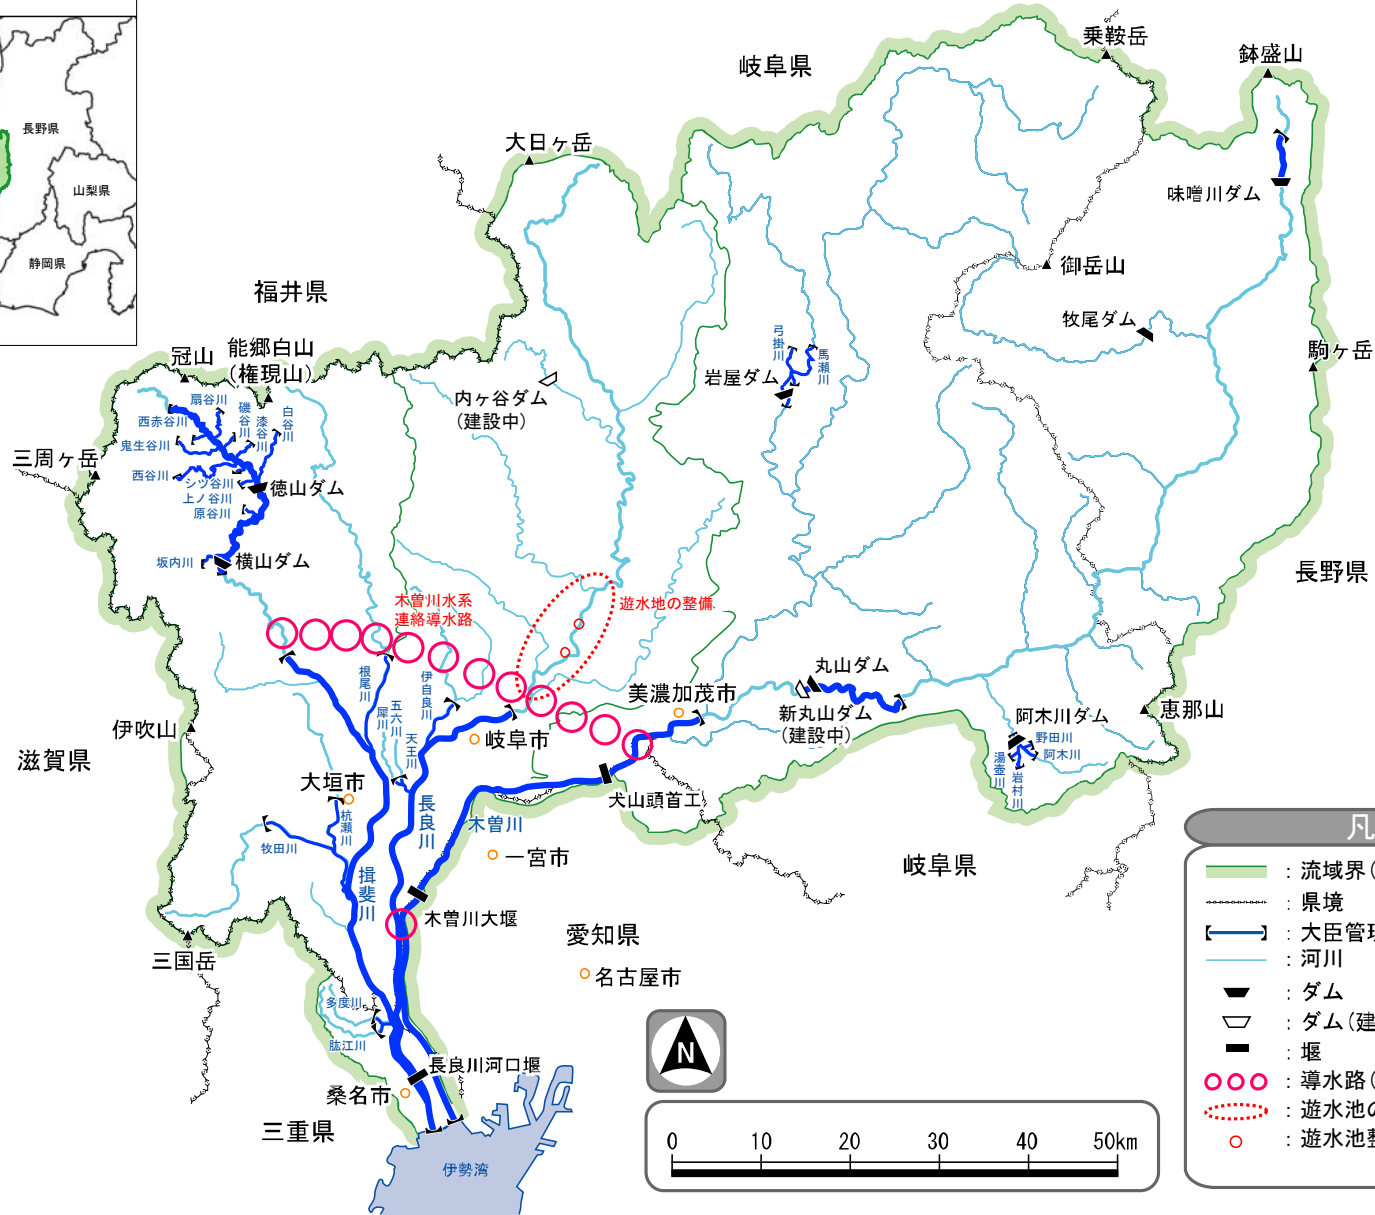 長野県
山梨県
静岡県
岐阜県
乗鞍岳
鉢盛山
大日ヶ岳
味噌川ダム
御岳山
福井県
牧尾ダム
駒ヶ岳
冠山
能郷白山
(権現山)
弓掛川
馬瀬川
岩屋ダム
内ヶ谷ダム
(建設中)
扇谷川
西赤谷川
磯谷川
漆谷川
白谷川
鬼生谷川
三周ヶ岳
西谷川
シツ谷川
徳山ダム
上ノ谷川
原谷川
坂内川
横山ダム
長野県
木曽川水系
連絡導水路
遊水地の整備
丸山ダム
根尾川
伊自良川
美濃加茂市
五六川
犀川
天王川
新丸山ダム
(建設中)
阿木川ダム
恵那山
野田川
阿木川
湯壺川
岩村川
伊吹山
岐阜市
滋賀県
大垣市
杭瀬川
長良川
犬山頭首工
木曽川
牧田川
一宮市
岐阜県
揖斐川
木曽川大堰
愛知県
三国岳
名古屋市
多度川
肱江川
長良川河口堰
桑名市
三重県
伊勢湾
N
0 10 20 30 40 50km
凡
：流域界(
：県境
：大臣管理
：河川
：ダム
：ダム(建
：堰
：導水路(
：遊水池の
：遊水池整